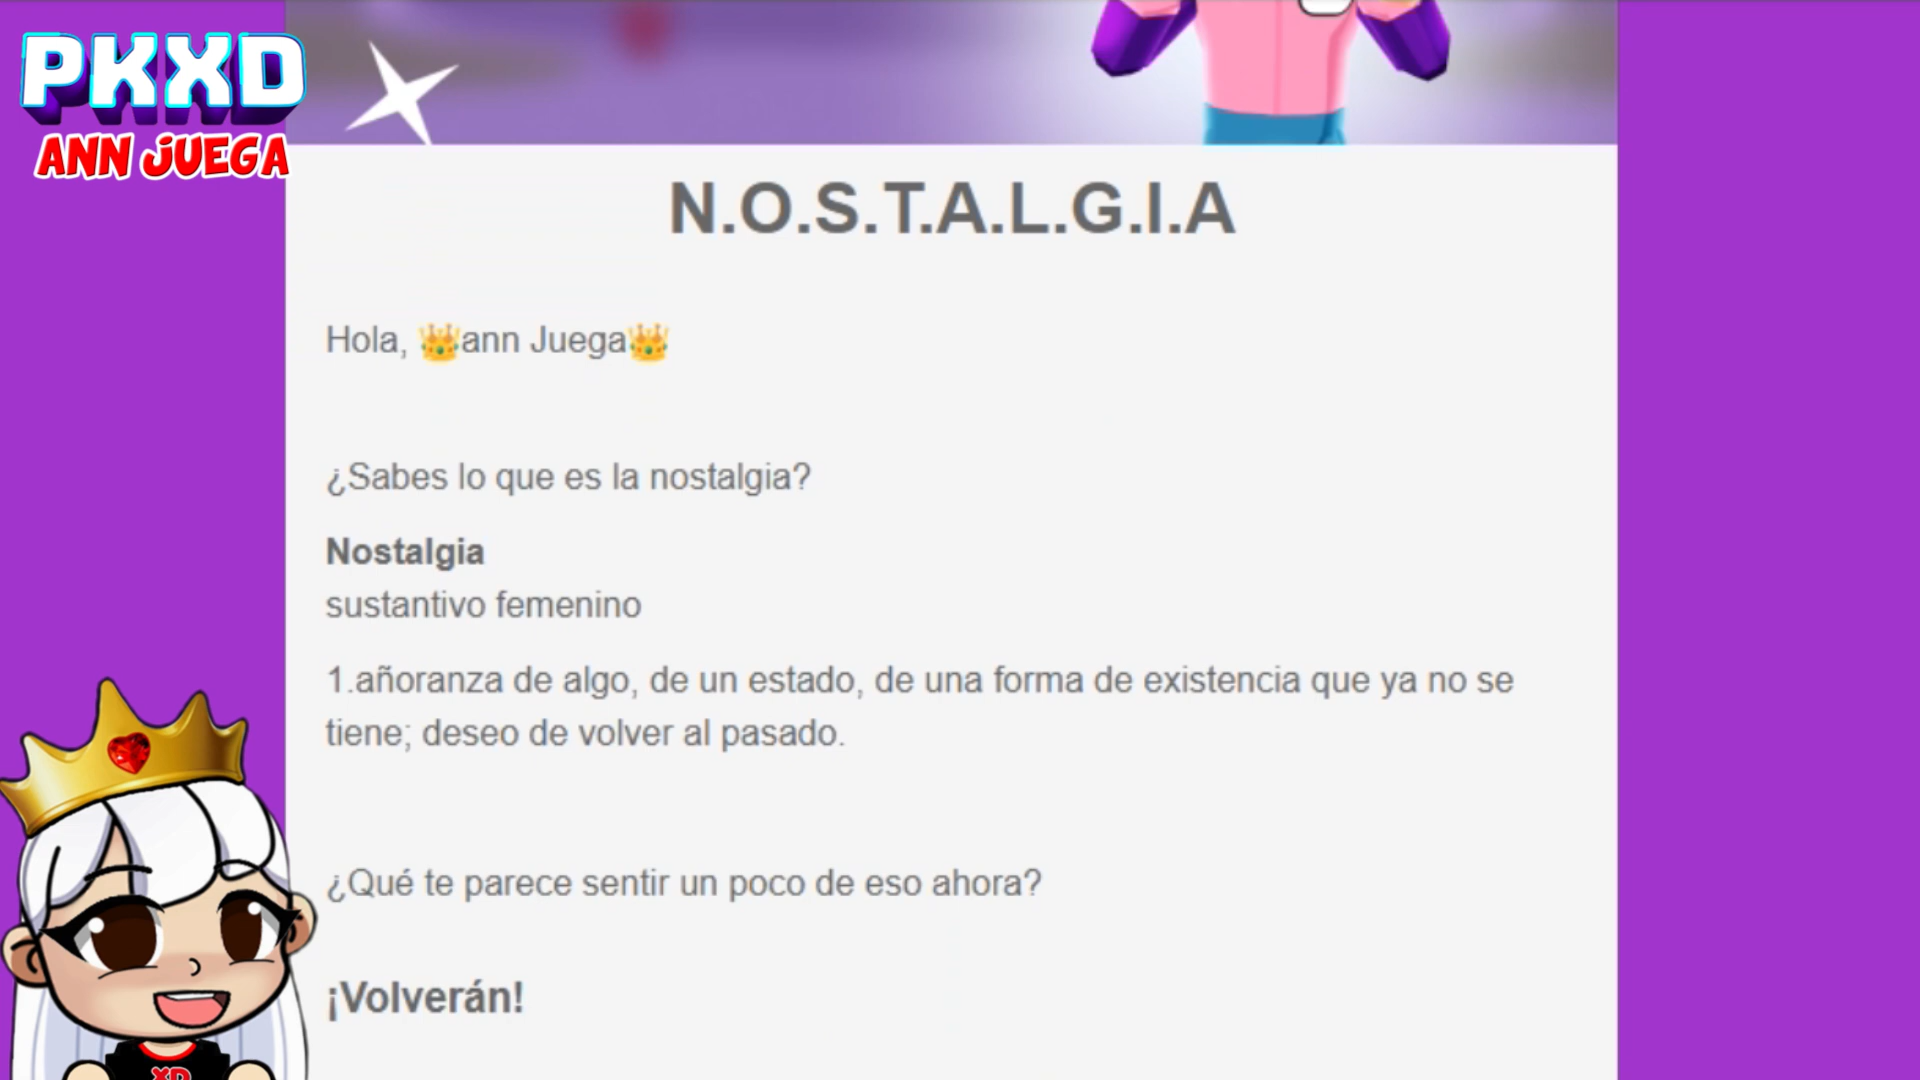 PKXD
ANN JUEGA
N.O.S.T.A.L.G.I.A
Hola, 👑ann Juega👑
¿Sabes lo que es la nostalgia?
Nostalgia
sustantivo femenino
1.añoranza de algo, de un estado, de una forma de existencia que ya no se
tiene; deseo de volver al pasado.
¿Qué te parece sentir un poco de eso ahora?
¡Volverán!
XD